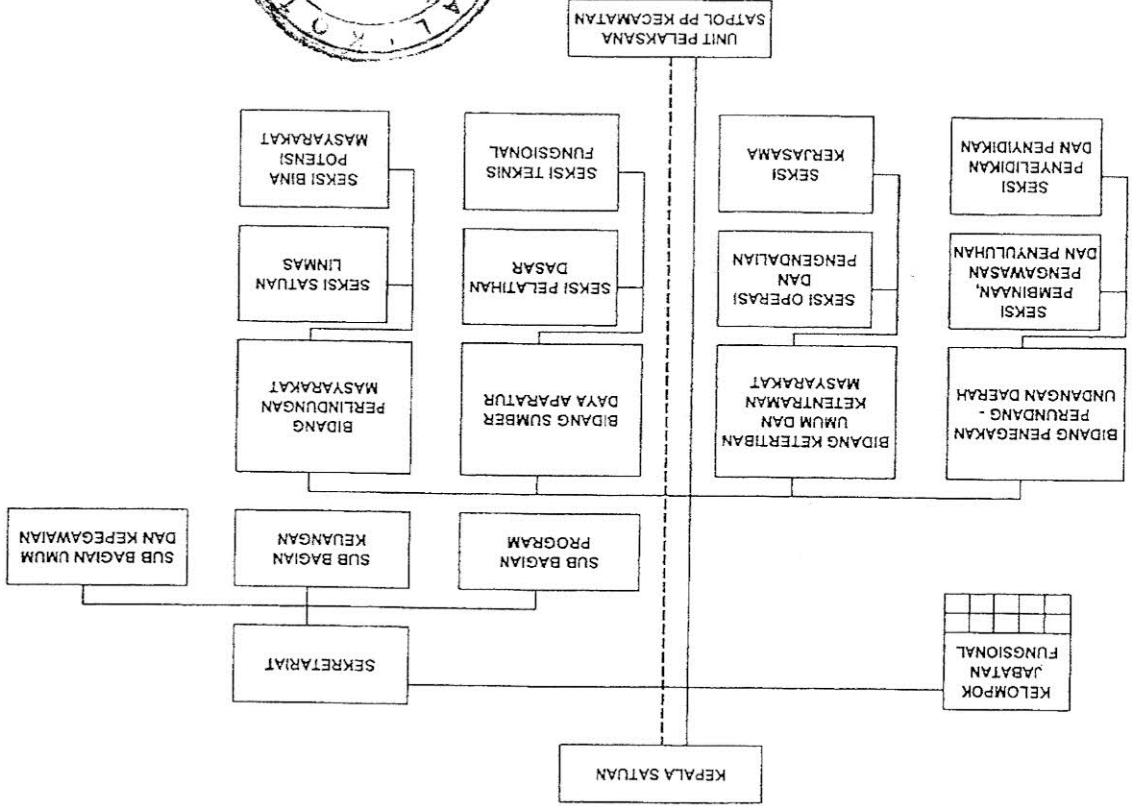 KEPALA SATUAN
KELOMPOK
JABATAN
FUNGSIONAL
SEKRETARIAT
SUB BAGIAN
PROGRAM
SUB BAGIAN
KEUANGAN
SUB BAGIAN UMUM
DAN KEPEGAWAIAN
BIDANG PENEGAKAN
PERUNDANG -
UNDANGAN DAERAH
BIDANG KETERTIBAN
UMUM DAN
KETENTRAMAN
MASYARAKAT
BIDANG SUMBER
DAYA APARATUR
BIDANG
PERLINDUNGAN
MASYARAKAT
SEKSI
PEMBINAAN,
PENGAWASAN
DAN PENYULUHAN
SEKSI OPERASI
DAN
PENGENDALIAN
SEKSI PELATIHAN
DASAR
SEKSI SATUAN
LINMAS
SEKSI
PENYELIDIKAN
DAN PENYIDIKAN
SEKSI
KERJASAMA
SEKSI TEKNIS
FUNGSIONAL
SEKSI BINA
POTENSI
MASYARAKAT
UNIT PELAKSANA
SATPOL PP KECAMATAN